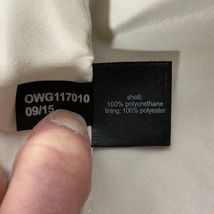 OWG117010
09/15
shell:
100% polyurethane
lining: 100% polyester